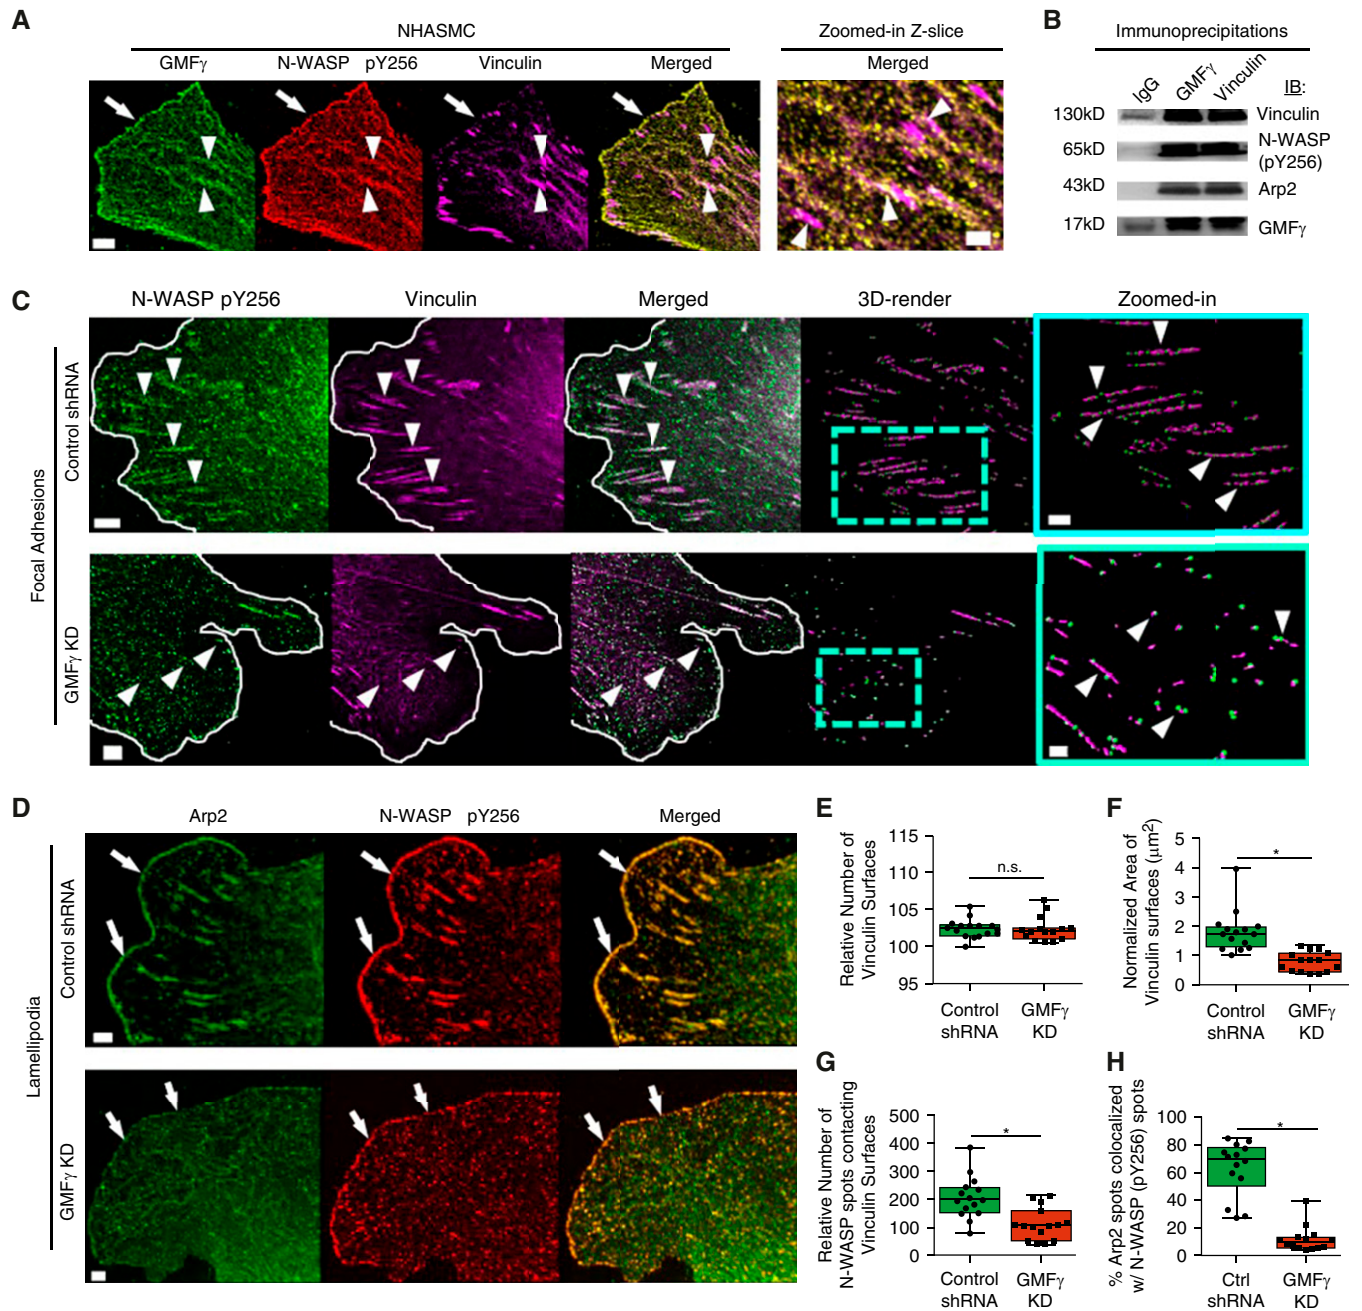 A
NHASMC
GMFγ
N-WASP pY256
Vinculin
Merged
Zoomed-in Z-slice
Merged
B
Immunoprecipitations
IgG
GMFγ
Vinculin
IB:
130kD
Vinculin
65kD
N-WASP
(pY256)
43kD
Arp2
17kD
GMFγ
C
N-WASP pY256
Vinculin
Merged
3D-render
Zoomed-in
Focal Adhesions
Control shRNA
GMFγ KD
D
Arp2
N-WASP pY256
Merged
Lamellipodia
Control shRNA
GMFγ KD
E
Relative Number of
Vinculin Surfaces
115
110
105
100
95
n.s.
Control
shRNA
GMFγ
KD
F
Normalized Area of
Vinculin surfaces (μm2)
5
4
3
2
1
0
*
Control
shRNA
GMFγ
KD
G
Relative Number of
N-WASP spots contacting
Vinculin Surfaces
500
400
300
200
100
0
*
Control
shRNA
GMFγ
KD
H
% Arp2 spots colocalized
w/ N-WASP (pY256) spots
100
80
60
40
20
0
*
Ctrl
shRNA
GMFγ
KD